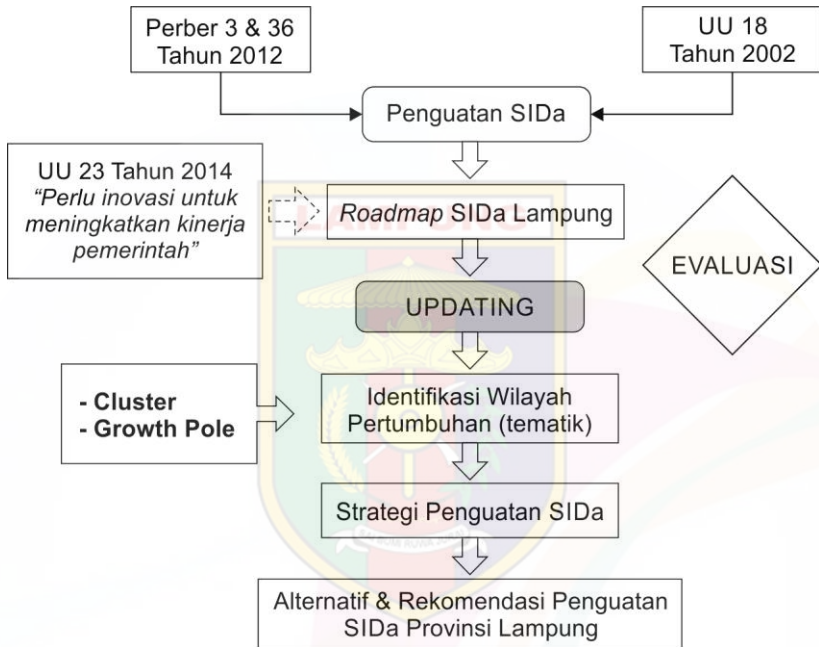 Perber 3 & 36
Tahun 2012
UU 18
Tahun 2002
Penguatan SIDa
UU 23 Tahun 2014
“Perlu inovasi untuk
meningkatkan kinerja
pemerintah”
Roadmap SIDa Lampung
LAMPUNG
EVALUASI
UPDATING
- Cluster
- Growth Pole
Identifikasi Wilayah
Pertumbuhan (tematik)
Strategi Penguatan SIDa
Alternatif & Rekomendasi Penguatan
SIDa Provinsi Lampung